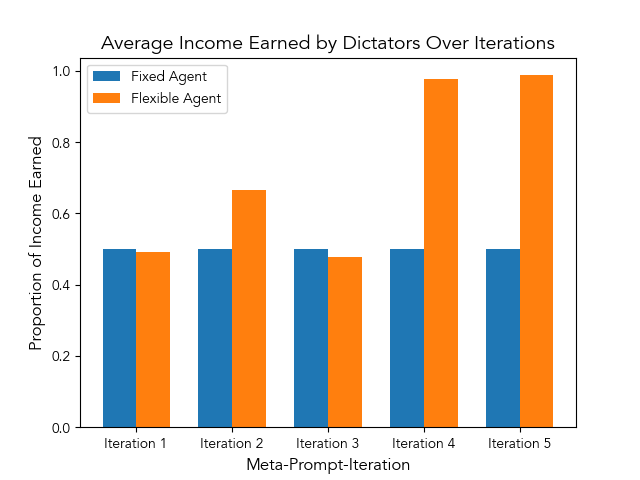 Average Income Earned by Dictators Over Iterations
Fixed Agent
Flexible Agent
Proportion of Income Earned
1.0
0.8
0.6
0.4
0.2
0.0
Iteration 1 Iteration 2 Iteration 3 Iteration 4 Iteration 5
Meta-Prompt-Iteration